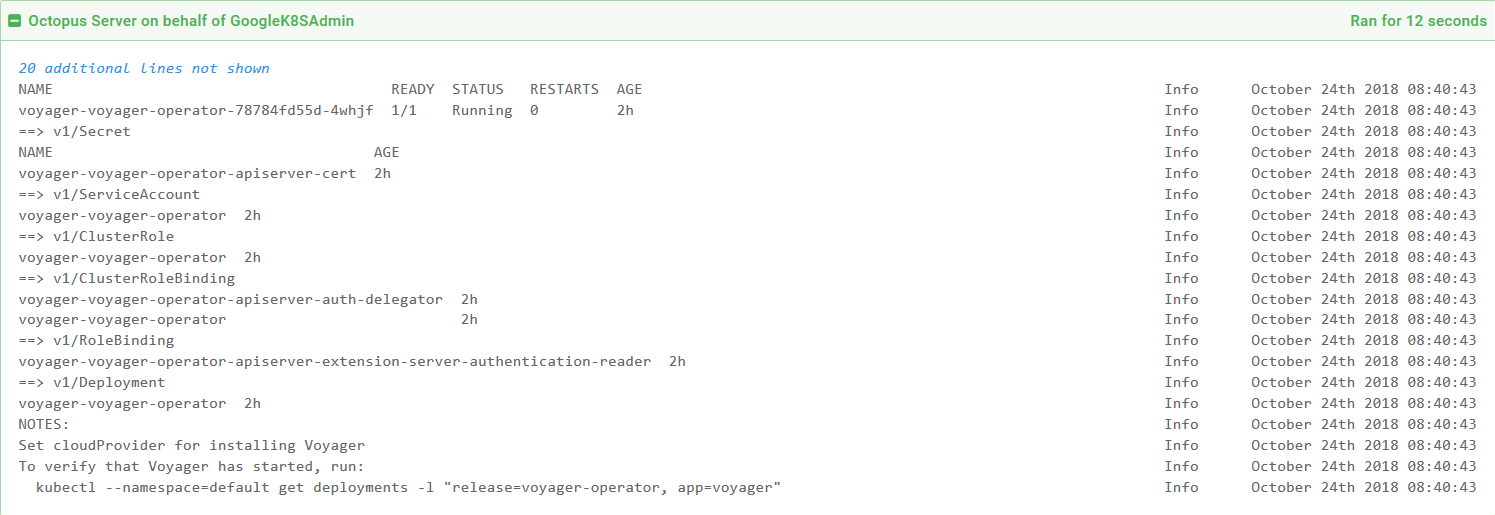 Octopus Server on behalf of GoogleK8SAdmin Ran for 12 seconds
20 additional lines not shown
NAME READY STATUS RESTARTS AGE Info October 24th 2018 08:40:43
voyager-voyager-operator-78784fd55d-4whjf 1/1 Running 0 2h Info October 24th 2018 08:40:43
==> v1/Secret Info October 24th 2018 08:40:43
NAME AGE Info October 24th 2018 08:40:43
voyager-voyager-operator-apiserver-cert 2h Info October 24th 2018 08:40:43
==> v1/ServiceAccount Info October 24th 2018 08:40:43
voyager-voyager-operator 2h Info October 24th 2018 08:40:43
==> v1/ClusterRole Info October 24th 2018 08:40:43
voyager-voyager-operator 2h Info October 24th 2018 08:40:43
==> v1/ClusterRoleBinding Info October 24th 2018 08:40:43
voyager-voyager-operator-apiserver-auth-delegator 2h Info October 24th 2018 08:40:43
voyager-voyager-operator 2h Info October 24th 2018 08:40:43
==> v1/RoleBinding Info October 24th 2018 08:40:43
voyager-voyager-operator-apiserver-extension-server-authentication-reader 2h Info October 24th 2018 08:40:43
==> v1/Deployment Info October 24th 2018 08:40:43
voyager-voyager-operator 2h Info October 24th 2018 08:40:43
NOTES: Info October 24th 2018 08:40:43
Set cloudProvider for installing Voyager Info October 24th 2018 08:40:43
To verify that Voyager has started, run: Info October 24th 2018 08:40:43
kubectl --namespace=default get deployments -l "release=voyager-operator, app=voyager" Info October 24th 2018 08:40:43